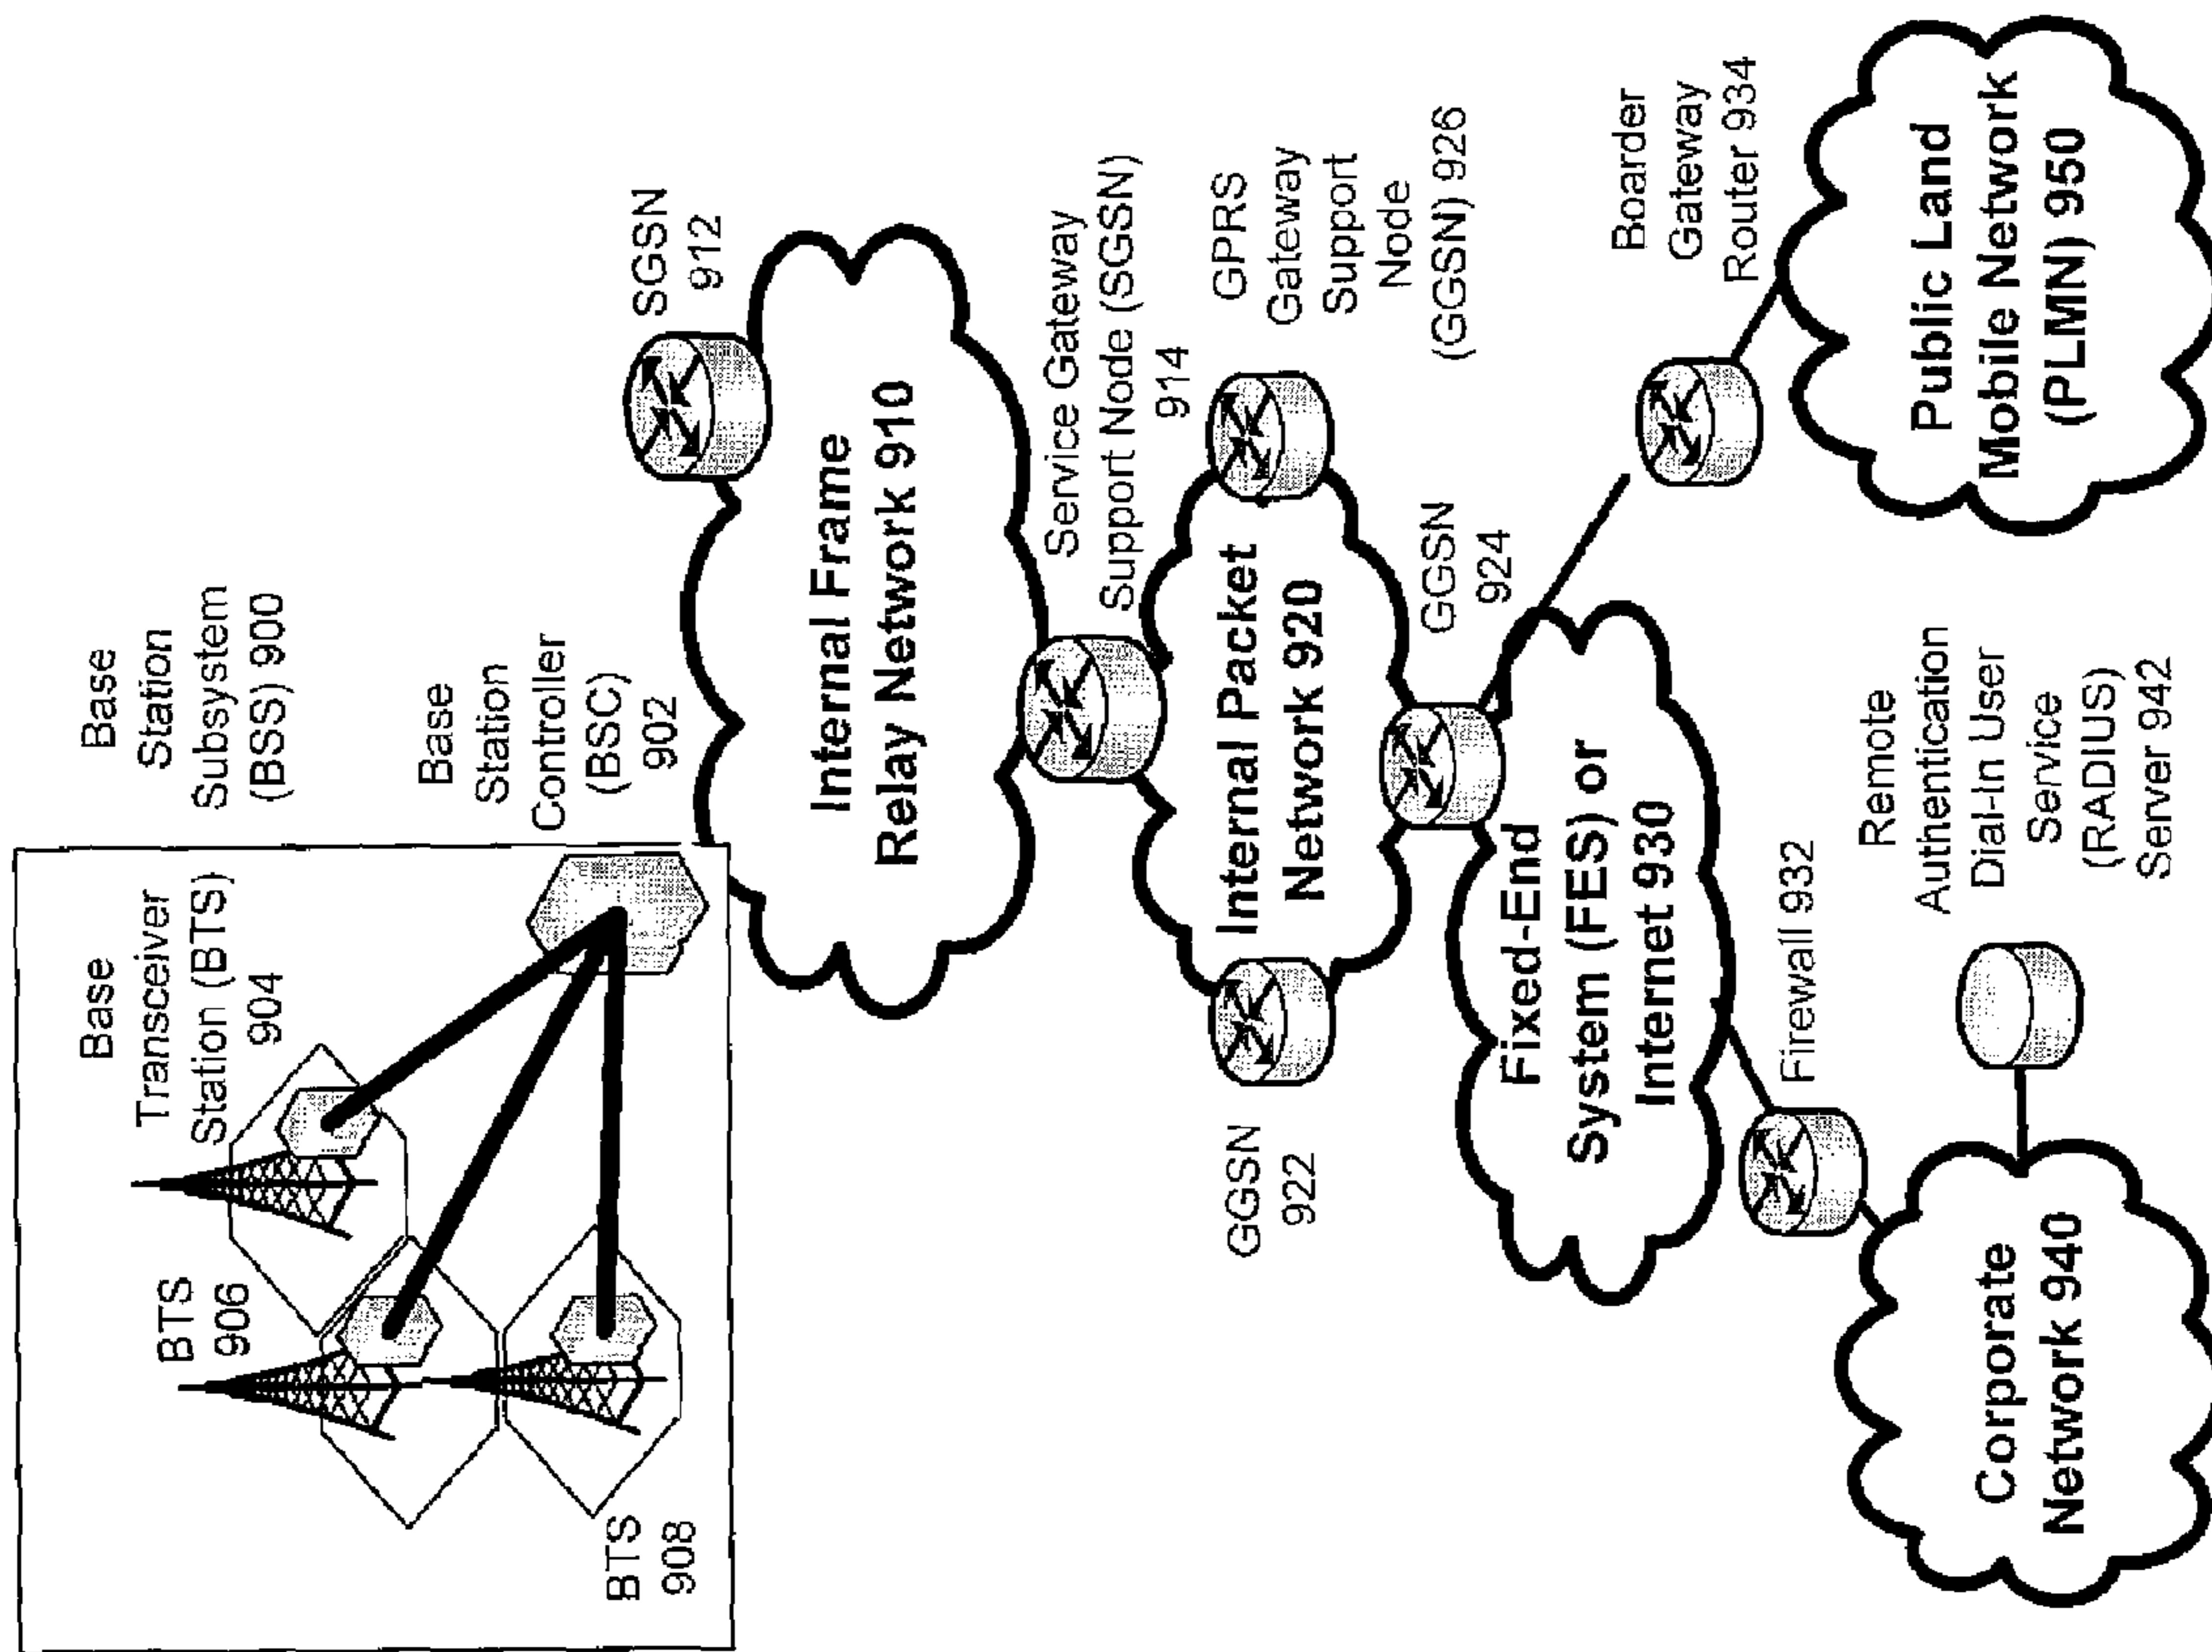 Base
Station
Subsystem
(BSS) 900
Base
Transceiver
Station (BTS)
904
BTS
906
BTS
908
Base
Station
Controller
(BSC)
902
SGSN
912
Internal Frame
Relay Network 910
Service Gateway
Support Node (SGSN)
914
GPRS
Gateway
Support
Node
(GGSN) 926
Internal Packet
Network 920
GGSN
922
GGSN
924
Fixed-End
System (FES) or
Internet 930
Boarder
Gateway
Router 934
Firewall 932
Remote
Authentication
Dial-In User
Service
(RADIUS)
Server 942
Corporate
Network 940
Public Land
Mobile Network
(PLMN) 950